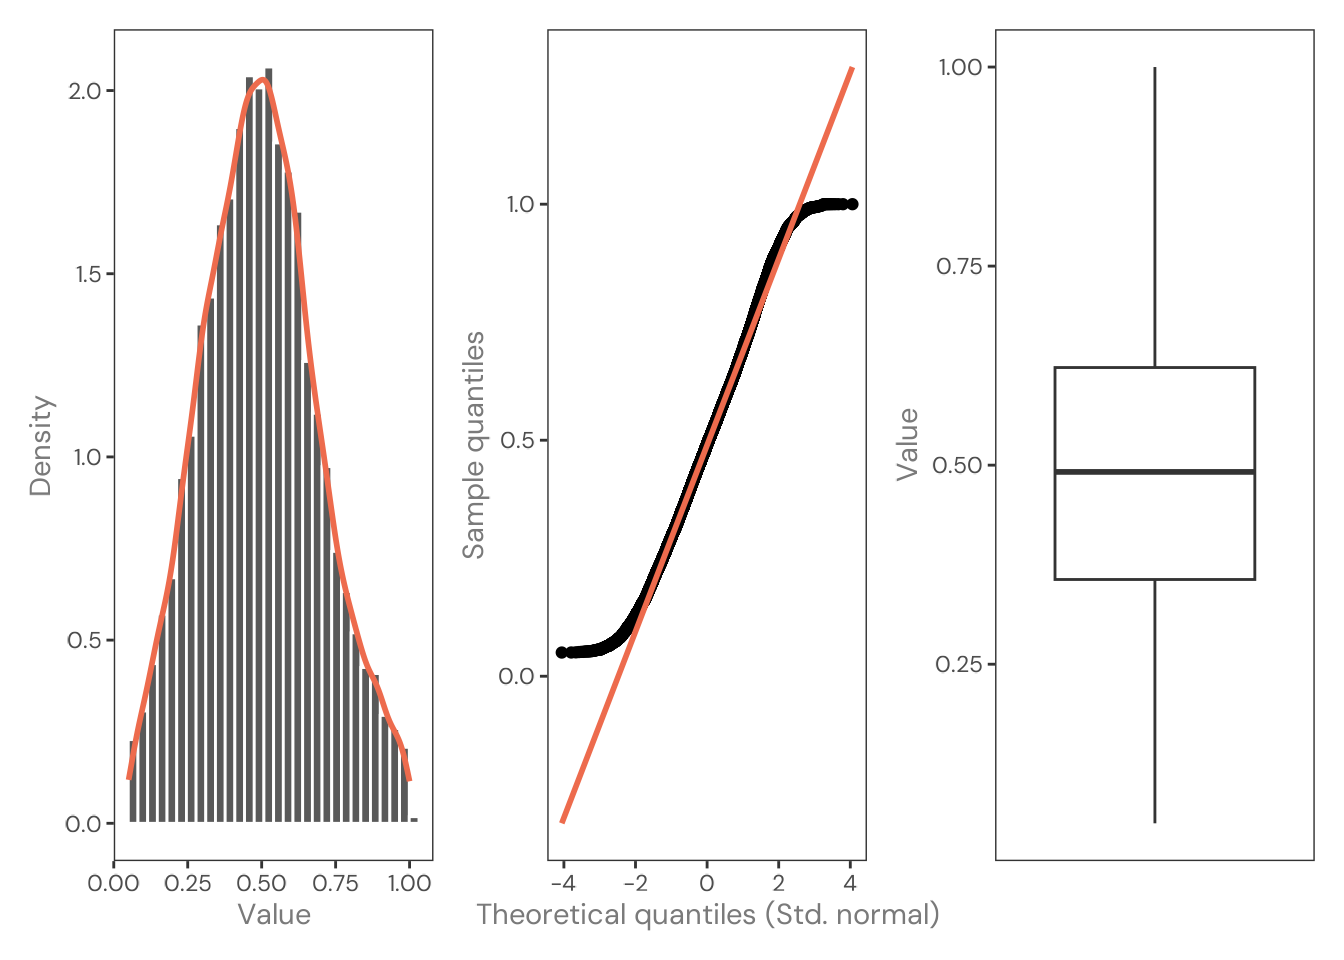 Density
2.0
1.5
1.0
0.5
0.0
0.00 0.25 0.50 0.75 1.00
Value
Sample quantiles
1.0
0.5
0.0
−4 −2 0 2 4
Theoretical quantiles (Std. normal)
Value
1.00
0.75
0.50
0.25